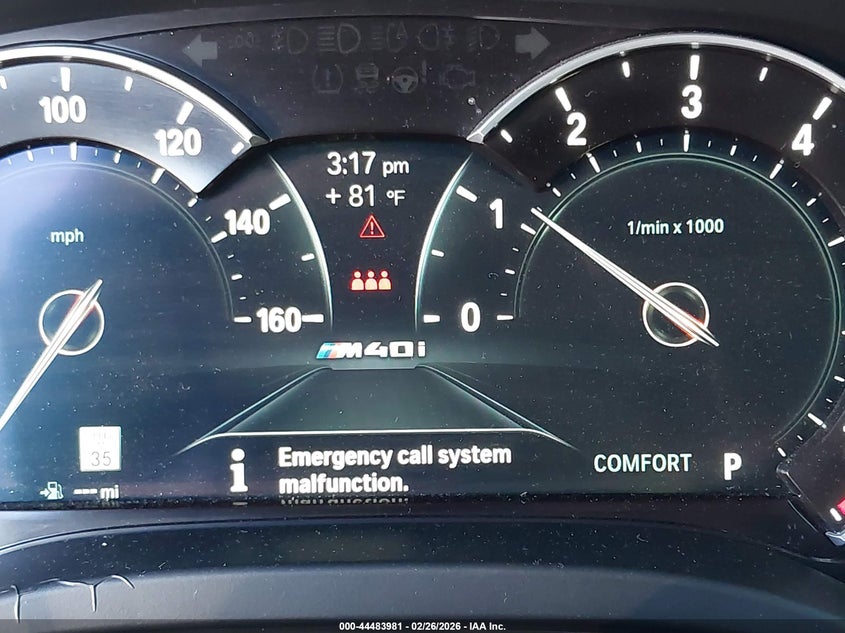 100
120
140
160
mph
3:17 pm
+ 81 °F
2
3
4
1
0
1/min x 1000
M40i
35
--- mi
Emergency call system
malfunction.
COMFORT
P
000-44483981 - 02/26/2026 - IAA Inc.